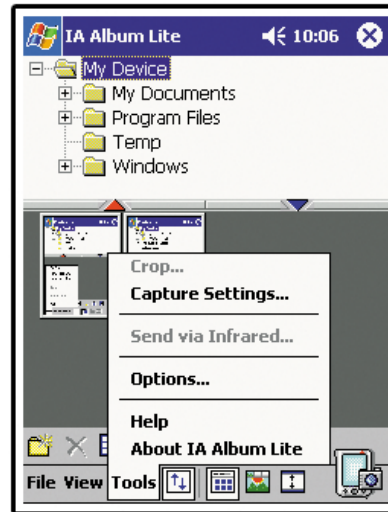 IA Album Lite 10:06
My Device
My Documents
Program Files
Temp
Windows
Crop...
Capture Settings...
Send via Infrared...
Options...
Help
About IA Album Lite
File View Tools